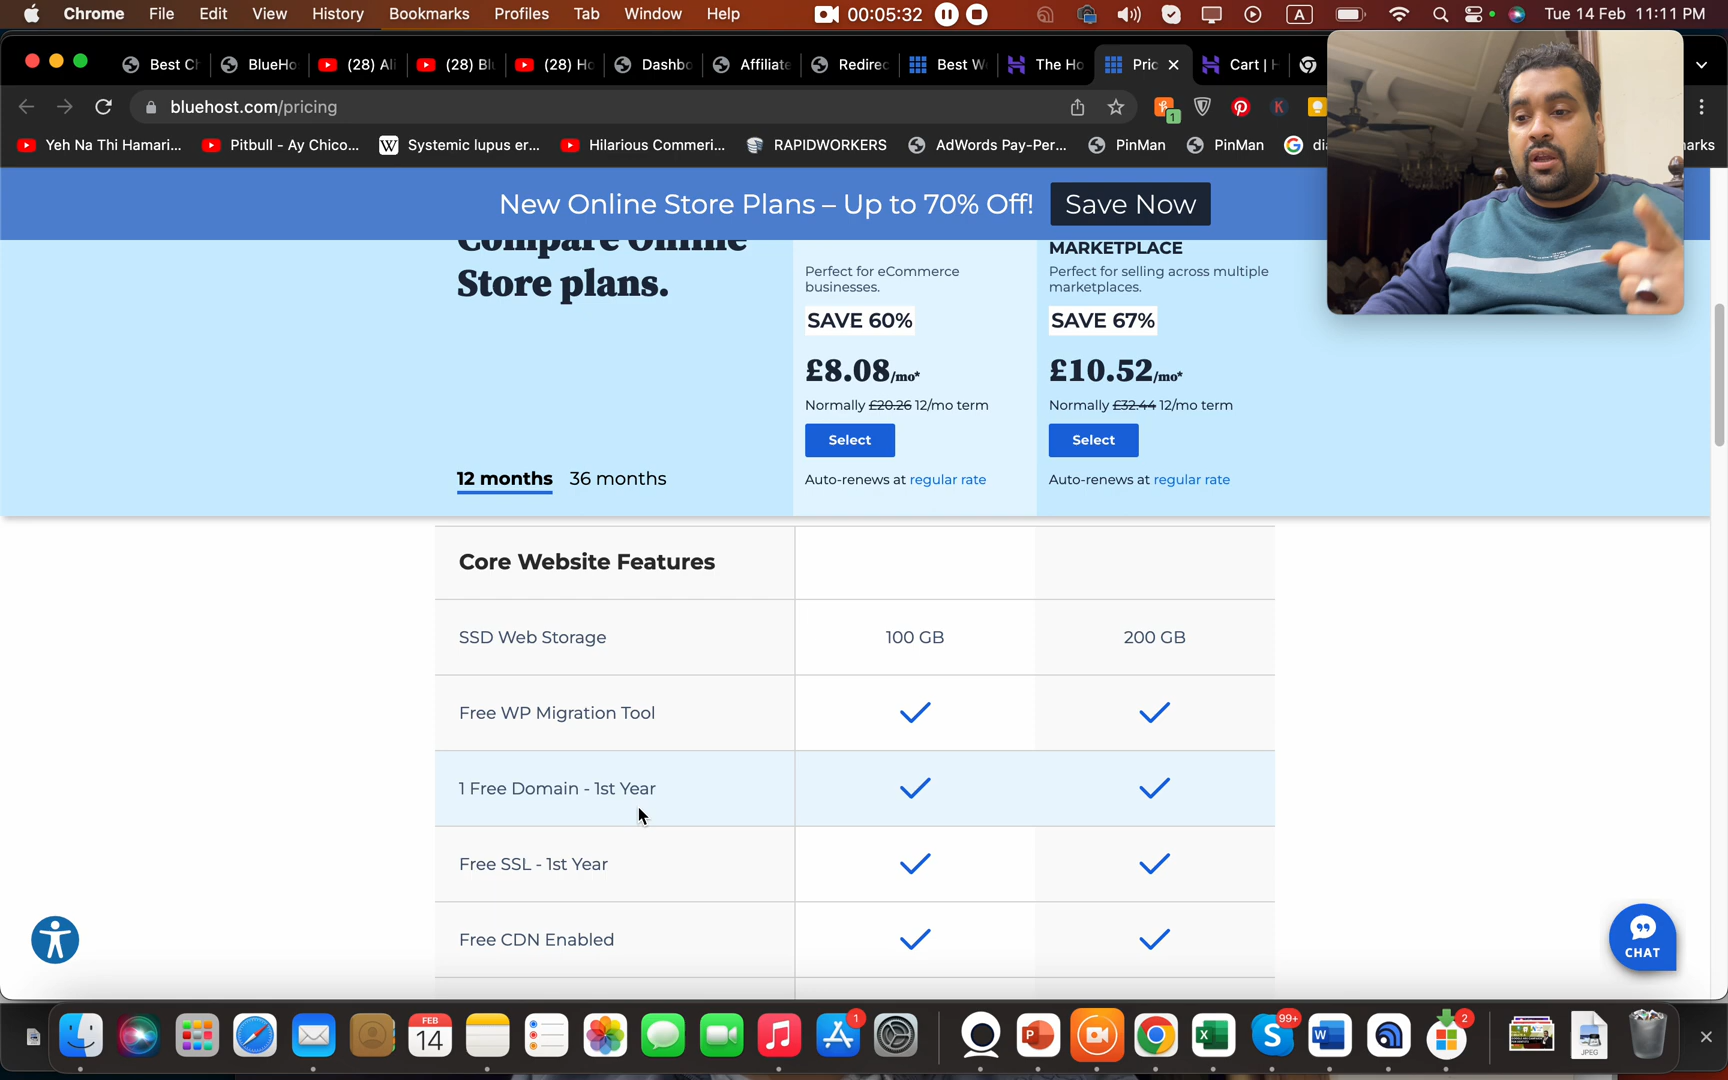 Chrome File Edit View History Bookmarks Profiles Tab Window Help 00:05:32 A Tue 14 Feb 11:11 PM
Best Ch BlueHo (28) Al (28) Bl (28) Ho Dashbo Affiliate Redirec Best W The Ho Pric Cart | H
bluehost.com/pricing 1
Yeh Na Thi Hamari... Pitbull - Ay Chico... Systemic lupus er... Hilarious Commeri... RAPIDWORKERS AdWords Pay-Per... PinMan PinMan
New Online Store Plans – Up to 70% Off! Save Now
Compare Online
Store plans.
12 months 36 months
Perfect for eCommerce
businesses.
SAVE 60%
£8.08/mo*
Normally £20.26 12/mo term
Select
Auto-renews at regular rate
MARKETPLACE
Perfect for selling across multiple
marketplaces.
SAVE 67%
£10.52/mo*
Normally £32.44 12/mo term
Select
Auto-renews at regular rate
Core Website Features
SSD Web Storage 100 GB 200 GB
Free WP Migration Tool
1 Free Domain - 1st Year
Free SSL - 1st Year
Free CDN Enabled
CHAT
FEB
14
1
99+
2
JPEG